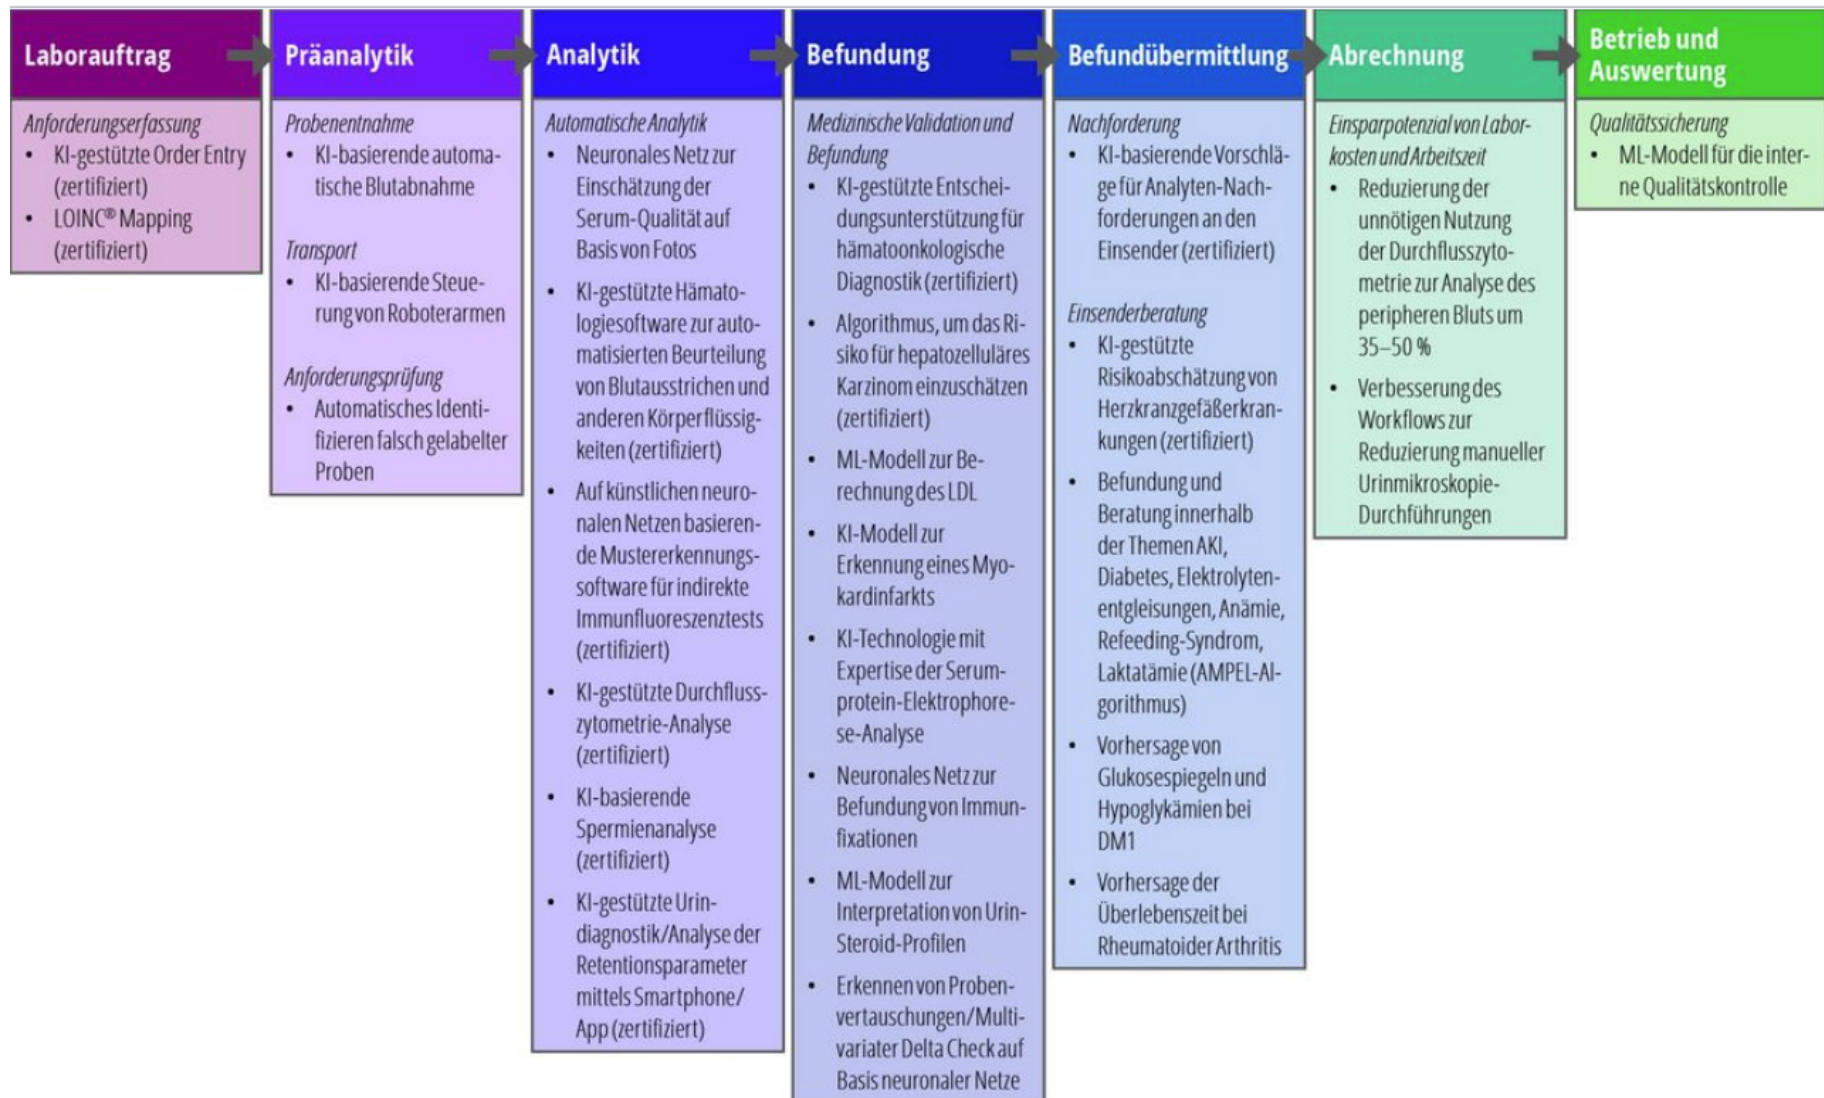 Laborauftrag
Anforderungserfassung
• KI-gestützte Order Entry
(zertifiziert)
• LOINC® Mapping
(zertifiziert)
Präanalytik
Probenentnahme
• KI-basierende automa-
tische Blutabnahme
Transport
• KI-basierende Steue-
rung von Roboterarmen
Anforderungsprüfung
• Automatisches Identi-
fizieren falsch gelabelter
Proben
Analytik
Automatische Analytik
• Neuronales Netz zur
Einschätzung der
Serum-Qualität auf
Basis von Fotos
• KI-gestützte Hämato-
logiesoftware zur auto-
matisierten Beurteilung
von Blutausstrichen und
anderen Körperflüssig-
keiten (zertifiziert)
• Auf künstlichen neuro-
nalen Netzen basieren-
de Mustererkennungs-
software für indirekte
Immunfluoreszenztests
(zertifiziert)
• KI-gestützte Durchfluss-
zytometrie-Analyse
(zertifiziert)
• KI-basierende
Spermienanalyse
(zertifiziert)
• KI-gestützte Urin-
diagnostik/Analyse der
Retentionsparameter
mittels Smartphone/
App (zertifiziert)
Befundung
Medizinische Validation und
Befundung
• KI-gestützte Entschei-
dungsunterstützung für
hämatoonkologische
Diagnostik (zertifiziert)
• Algorithmus, um das Ri-
siko für hepatozelluläres
Karzinom einzuschätzen
(zertifiziert)
• ML-Modell zur Be-
rechnung des LDL
• KI-Modell zur
Erkennung eines Myo-
kardinfarkts
• KI-Technologie mit
Expertise der Serum-
protein-Elektrophore-
se-Analyse
• Neuronales Netz zur
Befundung von Immun-
fixationen
• ML-Modell zur
Interpretation von Urin-
Steroid-Profilen
• Erkennen von Proben-
vertauschungen/Multi-
variater Delta Check auf
Basis neuronaler Netze
Befundübermittlung
Nachforderung
• KI-basierende Vorschlä-
ge für Analyten-Nach-
forderungen an den
Einsender (zertifiziert)
Einsenderberatung
• KI-gestützte
Risikoabschätzung von
Herzkranzgefäßerkran-
kungen (zertifiziert)
• Befundung und
Beratung innerhalb
der Themen AKI,
Diabetes, Elektrolyten-
entgleisungen, Anämie,
Refeeding-Syndrom,
Laktatämie (AMPEL-Al-
gorithmus)
• Vorhersage von
Glukosespiegeln und
Hypoglykämien bei
DM1
• Vorhersage der
Überlebenszeit bei
Rheumatoider Arthritis
Abrechnung
Einsparpotenzial von Labor-
kosten und Arbeitszeit
• Reduzierung der
unnötigen Nutzung
der Durchflusszyto-
metrie zur Analyse des
peripheren Bluts um
35–50 %
• Verbesserung des
Workflows zur
Reduzierung manueller
Urinmikroskopie-
Durchführungen
Betrieb und
Auswertung
Qualitätssicherung
• ML-Modell für die inter-
ne Qualitätskontrolle